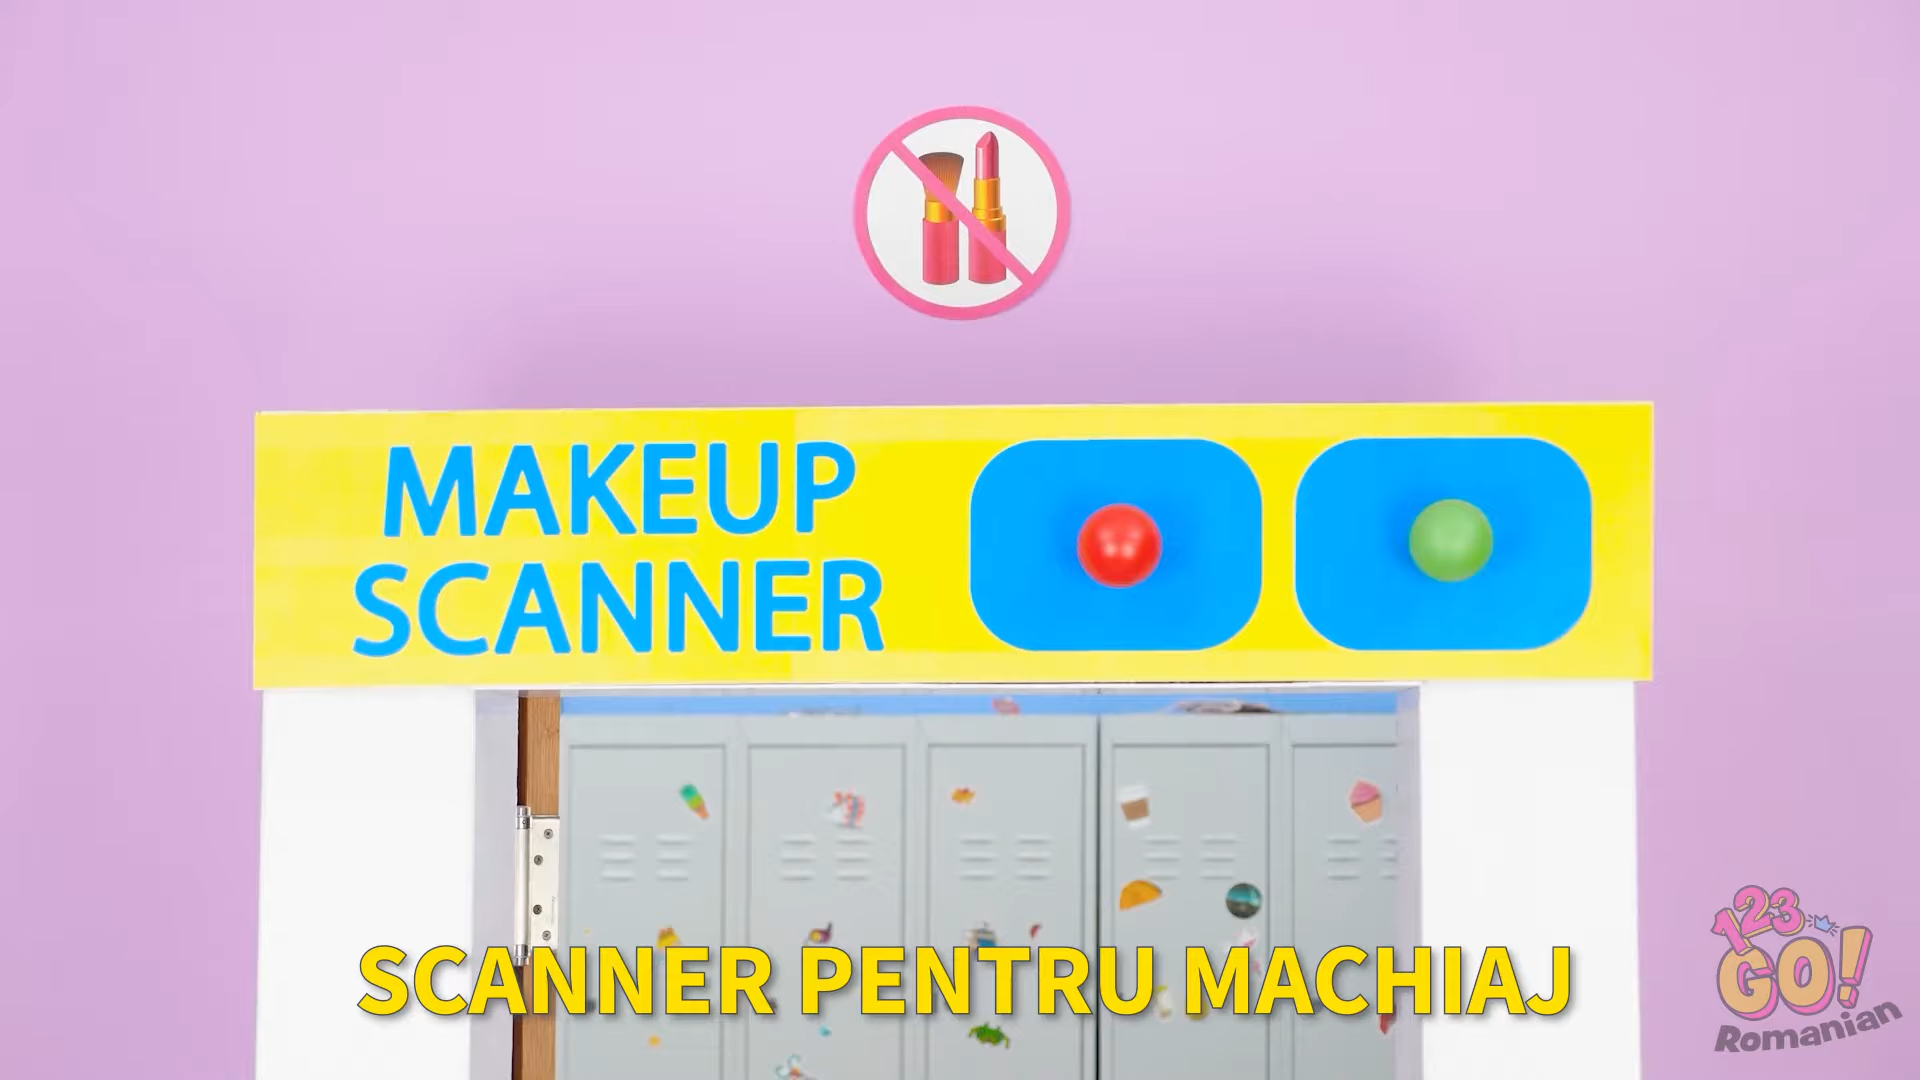 MAKEUP
SCANNER
SCANNER PENTRU MACHIAJ
123
GO!
Romanian